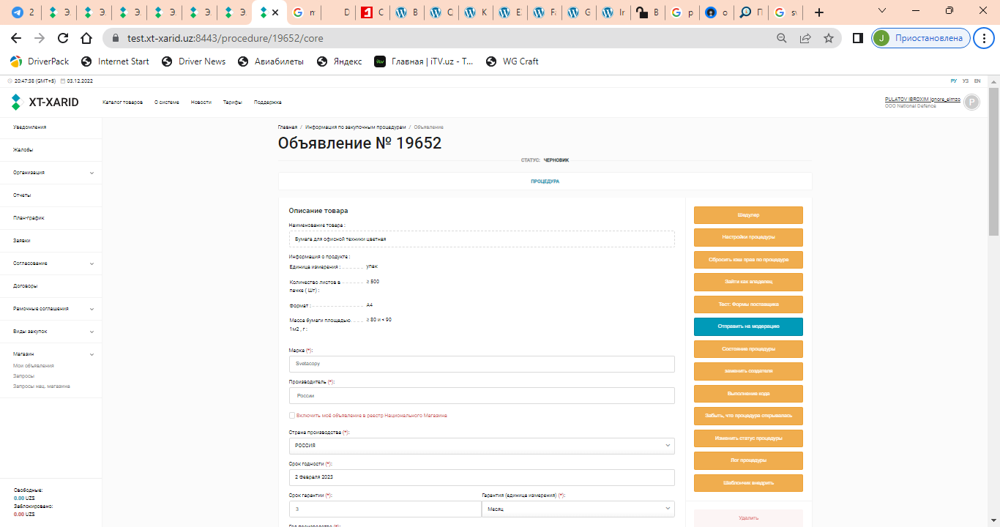 2
Э.
Э.
Э.
Э.
Э.
Э.
m
D
C
B
C
K
E
F
G
Ir
B
p
o
П
s
test.xt-xarid.uz:8443/procedure/19652/core
J
Приостановлена
DriverPack
Internet Start
Driver News
Авиабилеты
Яндекс
itv
Главная | iTV.uz - Т...
WG Craft
20:47:38 (GMT+5)
03.12.2022
РУ УЗ EN
XT-XARID
Каталог товаров
О системе
Новости
Тарифы
Поддержка
PULATOV IBROXIM ignore_eimzo
ООО National Defence
P
Уведомления
Жалобы
Организация
Отчеты
План-график
Заявки
Согласование
Договоры
Рамочные соглашения
Виды закупок
Магазин
Мои объявления
Запросы
Запросы нац. магазина
Свободные:
0.00 UZS
Заблокировано:
0.00 UZS
Главная / Информация по закупочным процедурам / Объявление
Объявление № 19652
СТАТУС: ЧЕРНОВИК
ПРОЦЕДУРА
Описание товара
Наименование товара :
Бумага для офисной техники цветная
Информация о продукте :
Единица измерения : упак
Количество листов в ≥ 500
пачке ( Шт) :
Формат : А4
Масса бумаги площадью ≥ 80 и < 90
1м2 , г :
Марка (*):
Svetacopy
Производитель (*):
России
Включить моё объявление в реестр Национального Магазина
Страна производства (*):
РОССИЯ
Срок годности (*):
2 Февраля 2023
Срок гарантии (*):
Гарантия (единица измерения) (*):
3
Месяц
Год производства (*):
Шедулер
Настройки процедуры
Сбросить кэш прав по процедуре
Зайти как владелец
Тест: Формы поставщика
Отправить на модерацию
Состояние процедуры
заменить создателя
Выполнение кода
Забыть, что процедура открывалась
Изменить статус процедуры
Лог процедуры
Шаблончик внедрить
Удалить